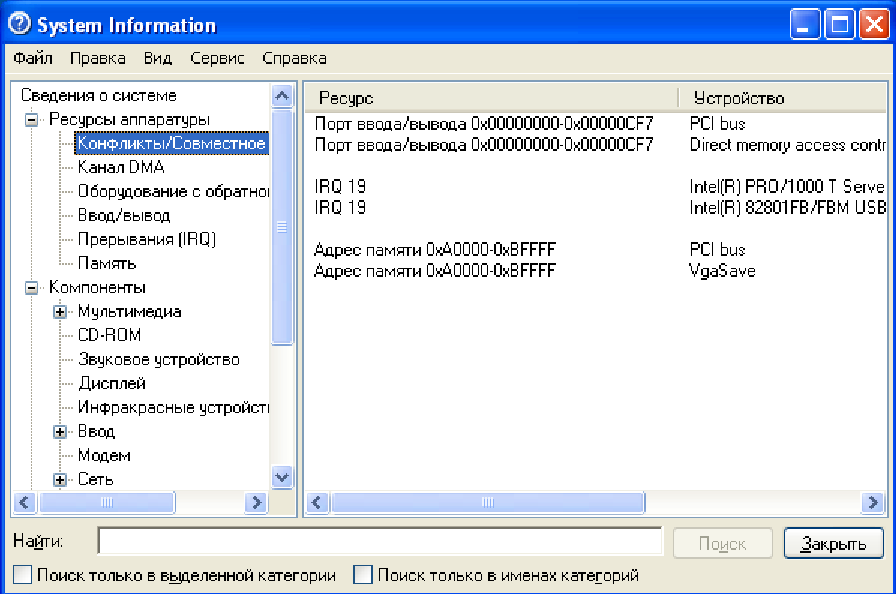 System Information
Файл Правка Вид Сервис Справка
Сведения о системе
Ресурсы аппаратуры
Конфликты/Совместное
Канал DMA
Оборудование с обратной
Ввод/вывод
Прерывания (IRQ)
Память
Компоненты
Мультимедиа
CD-ROM
Звуковое устройство
Дисплей
Инфракрасные устройст
Ввод
Модем
Сеть
Ресурс Устройство
Порт ввода/вывода 0x00000000-0x00000CF7 PCI bus
Порт ввода/вывода 0x00000000-0x00000CF7 Direct memory access contr
IRQ 19 Intel(R) PRO/1000 T Serve
IRQ 19 Intel(R) 82801FB/FBM USB
Адрес памяти 0xA0000-0xBFFFF PCI bus
Адрес памяти 0xA0000-0xBFFFF VgaSave
Найти: Поиск Закрыть
Поиск только в выделенной категории Поиск только в именах категорий